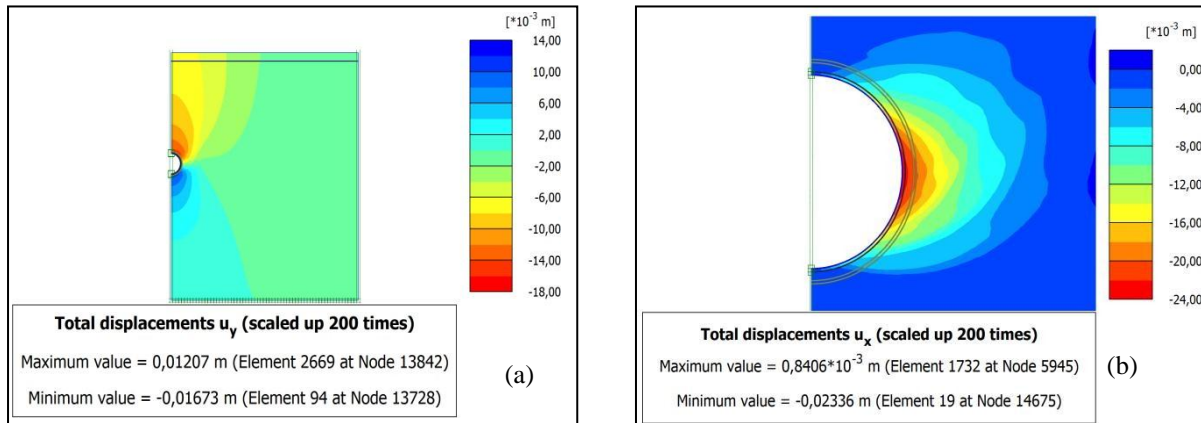 [*10⁻³ m]
14,00
10,00
6,00
2,00
-2,00
-6,00
-10,00
-14,00
-18,00
Total displacements uᵧ (scaled up 200 times)
Maximum value = 0,01207 m (Element 2669 at Node 13842)
Minimum value = -0,01673 m (Element 94 at Node 13728)
(a)
[*10⁻³ m]
0,00
-4,00
-8,00
-12,00
-16,00
-20,00
-24,00
Total displacements uₓ (scaled up 200 times)
Maximum value = 0,8406*10⁻³ m (Element 1732 at Node 5945)
Minimum value = -0,02336 m (Element 19 at Node 14675)
(b)